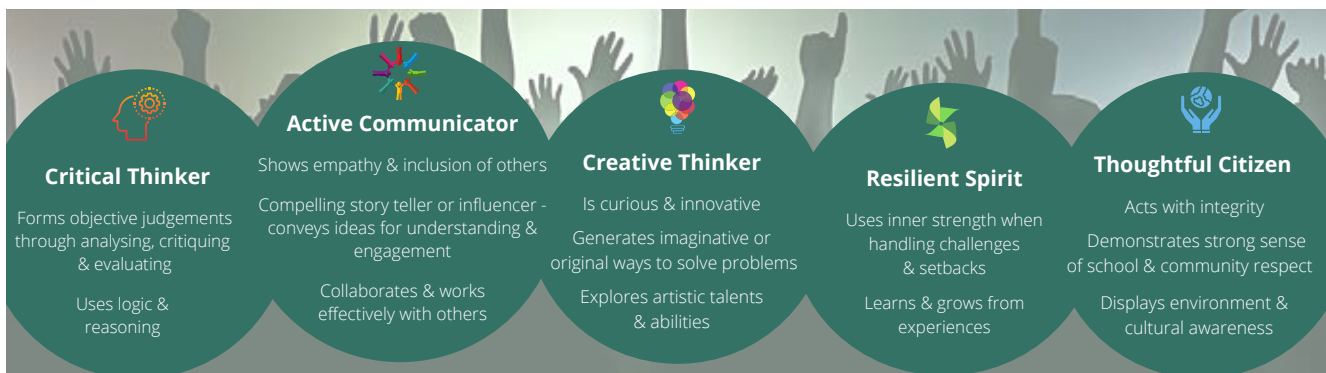 Critical Thinker
Forms objective judgements
through analysing, critiquing
& evaluating
Uses logic &
reasoning
Active Communicator
Shows empathy & inclusion of others
Compelling story teller or influencer -
conveys ideas for understanding &
engagement
Collaborates & works
effectively with others
Creative Thinker
Is curious & innovative
Generates imaginative or
original ways to solve problems
Explores artistic talents
& abilities
Resilient Spirit
Uses inner strength when
handling challenges
& setbacks
Learns & grows from
experiences
Thoughtful Citizen
Acts with integrity
Demonstrates strong sense
of school & community respect
Displays environment &
cultural awareness